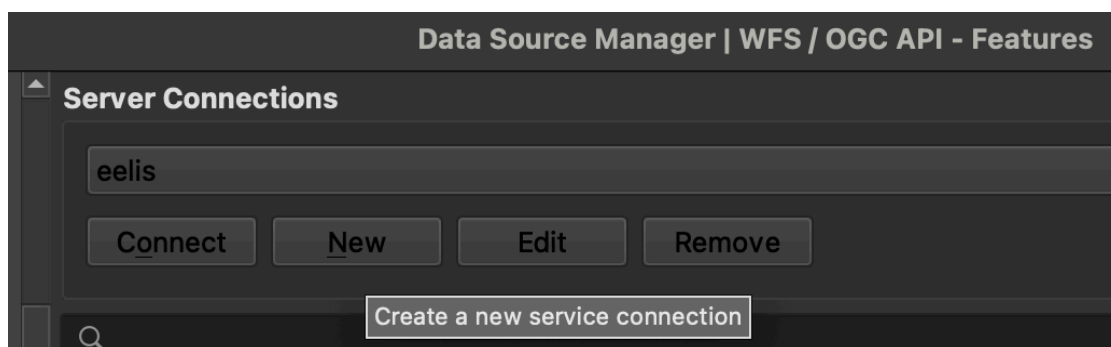 Data Source Manager | WFS / OGC API - Features
Server Connections
eelis
Connect New Edit Remove
Create a new service connection